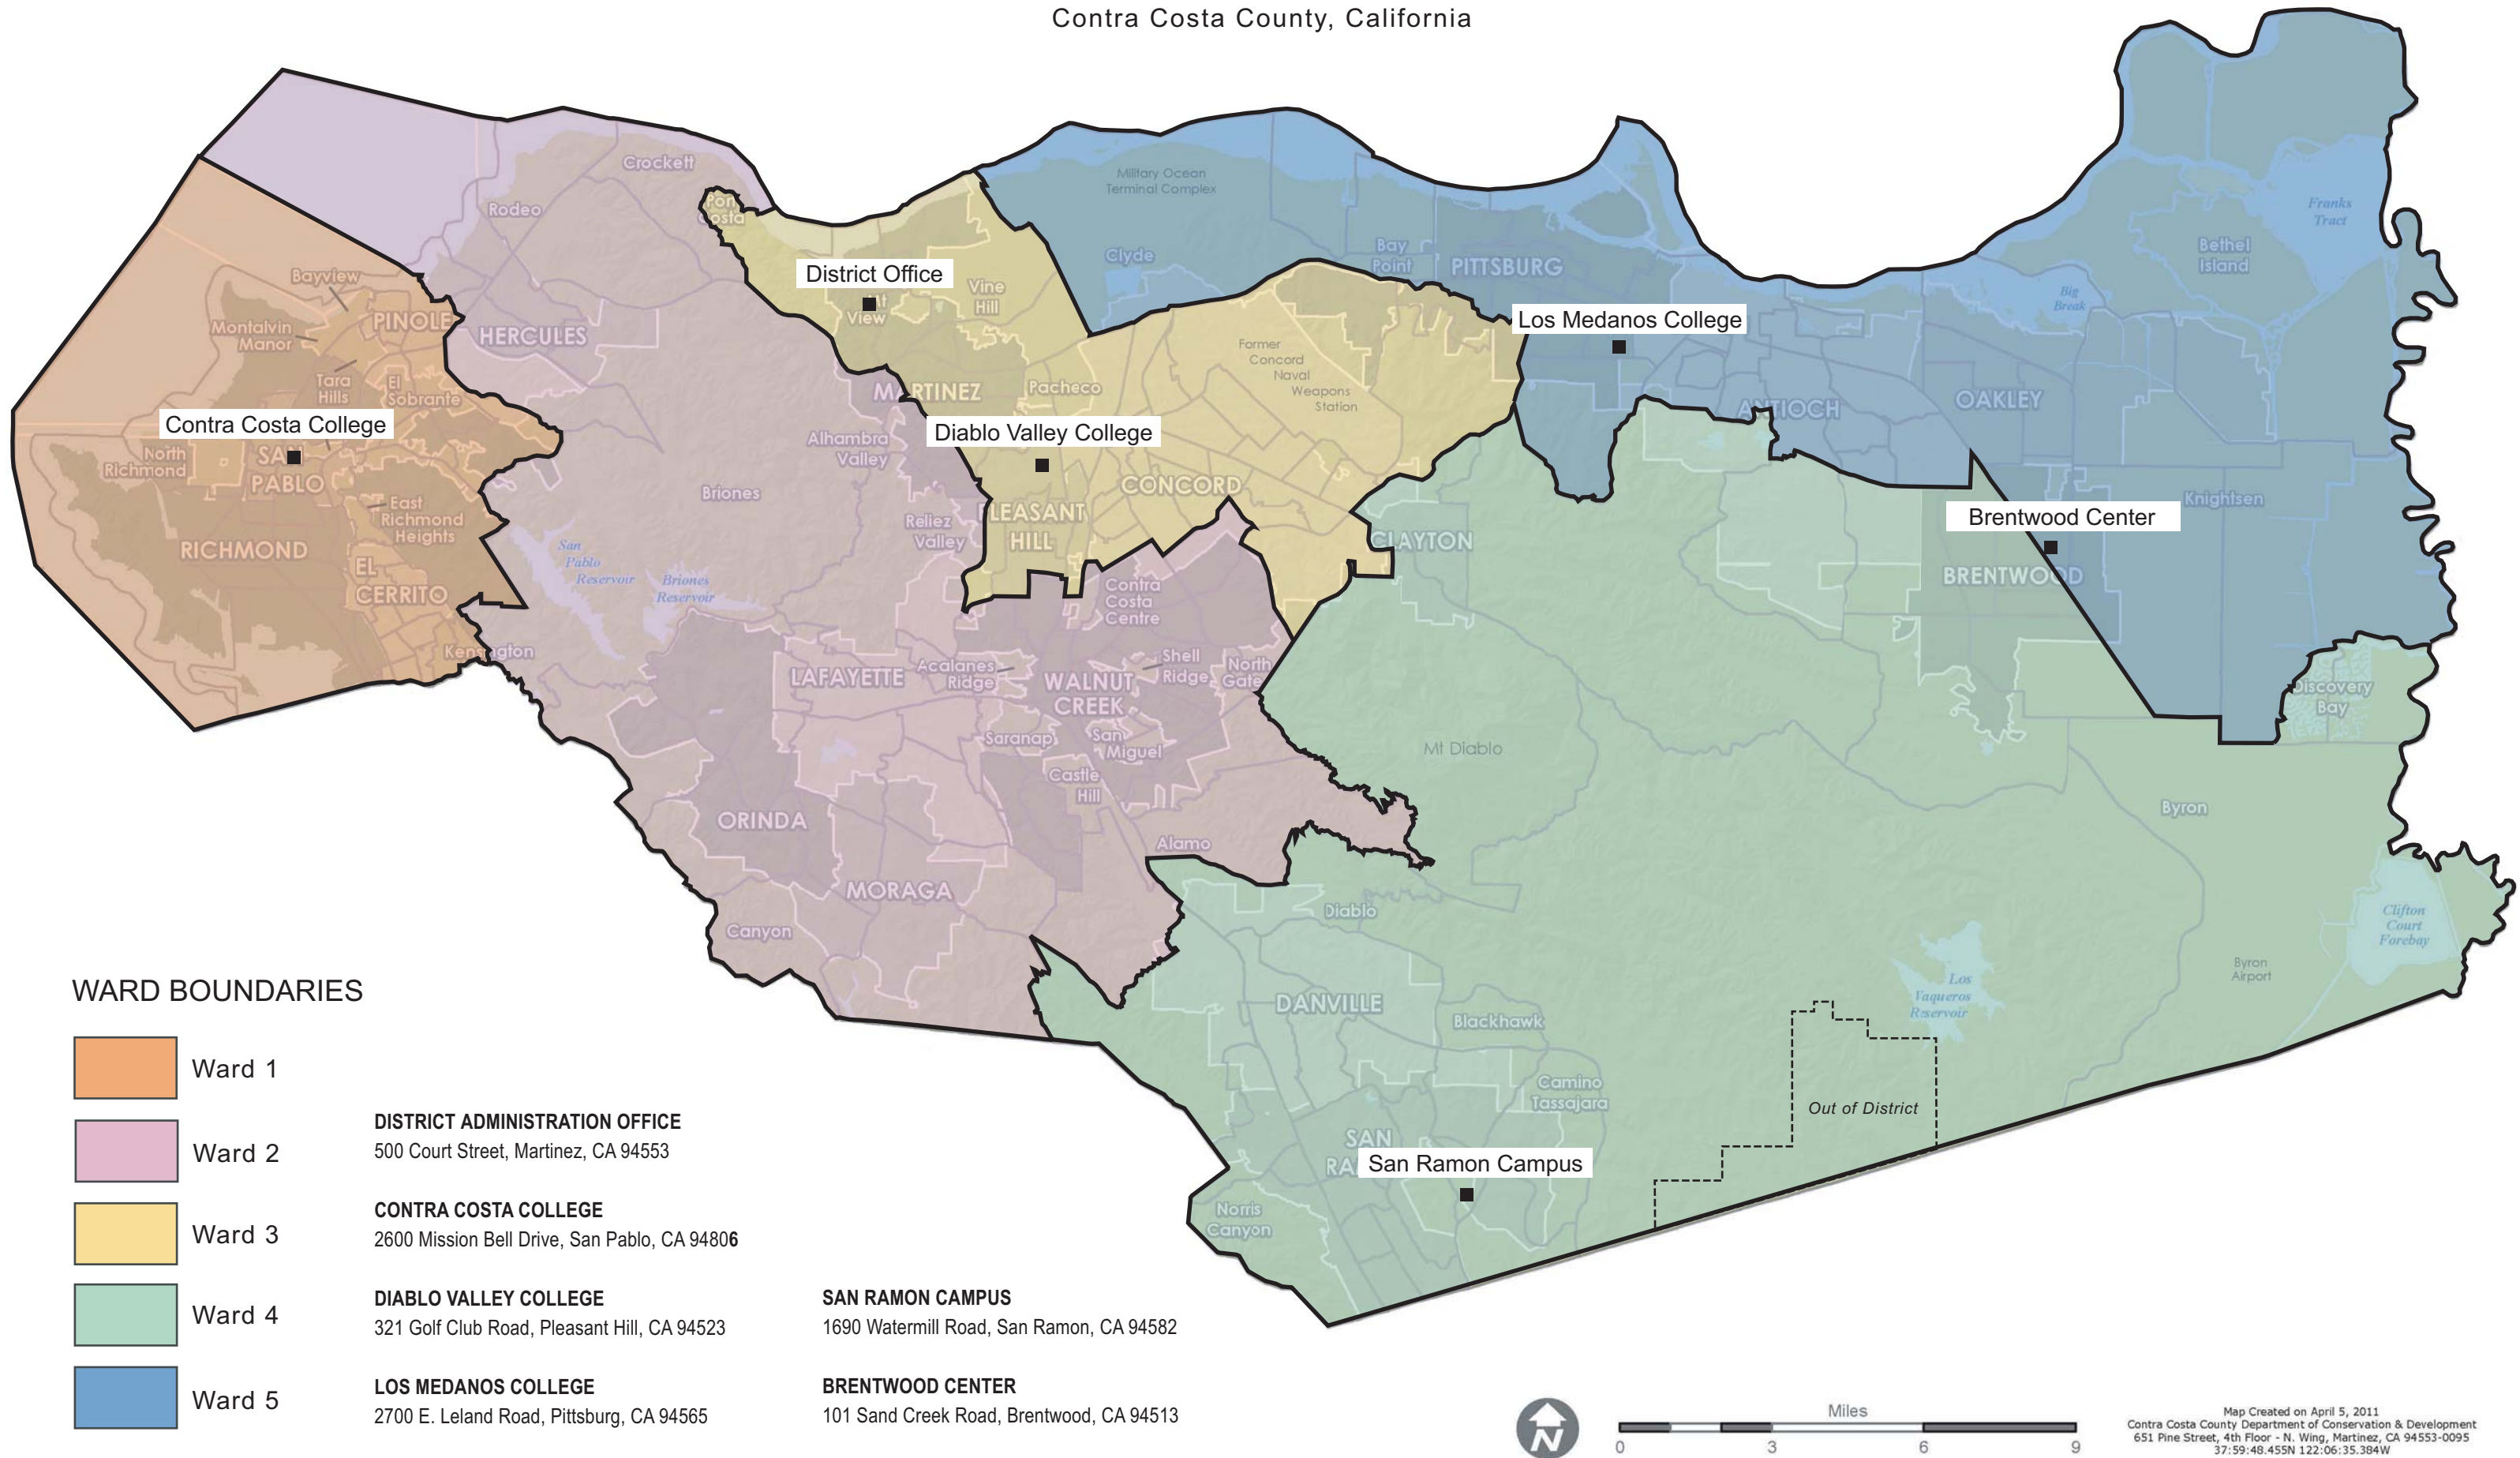 Contra Costa County, California
Crockett
Rodeo
Military Ocean
Terminal Complex
Clyde
Bay
Point
PITTSBURG
Franks
Tract
Bethel
Island
Big
Break
District Office
View
Vine
Hill
Bayview
PINOLE
Montalvin
Manor
HERCULES
Tara
Hills
El
Sobrante
Contra Costa College
MARTINEZ
Pacheco
Former
Concord
Naval
Weapons
Station
Los Medanos College
ANTIOCH
OAKLEY
Diablo Valley College
Alhambra
Valley
North
Richmond
SAN
PABLO
Briones
CONCORD
Knightsen
East
Richmond
Heights
Reliez
Valley
PLEASANT
HILL
CLAYTON
Brentwood Center
BRENTWOOD
RICHMOND
EL
CERRITO
San
Pablo
Reservoir
Briones
Reservoir
Contra
Costa
Centre
Kensington
LAFAYETTE
Acalanes
Ridge
WALNUT
CREEK
Shell
Ridge
North
Gate
Discovery
Bay
Saranap
San
Miguel
Mt Diablo
Castle
Hill
Byron
ORINDA
Alamo
MORAGA
Diablo
Canyon
Clifton
Court
Forebay
Byron
Airport
DANVILLE
Blackhawk
Los
Vaqueros
Reservoir
Camino
Tassajara
Out of District
SAN
San Ramon Campus
Norris
Canyon
WARD BOUNDARIES
Ward 1
Ward 2
Ward 3
Ward 4
Ward 5
DISTRICT ADMINISTRATION OFFICE
500 Court Street, Martinez, CA 94553
CONTRA COSTA COLLEGE
2600 Mission Bell Drive, San Pablo, CA 94806
DIABLO VALLEY COLLEGE
321 Golf Club Road, Pleasant Hill, CA 94523
LOS MEDANOS COLLEGE
2700 E. Leland Road, Pittsburg, CA 94565
SAN RAMON CAMPUS
1690 Watermill Road, San Ramon, CA 94582
BRENTWOOD CENTER
101 Sand Creek Road, Brentwood, CA 94513
N
Miles
0 3 6 9
Map Created on April 5, 2011
Contra Costa County Department of Conservation & Development
651 Pine Street, 4th Floor - N. Wing, Martinez, CA 94553-0095
37:59:48.455N 122:06:35.384W